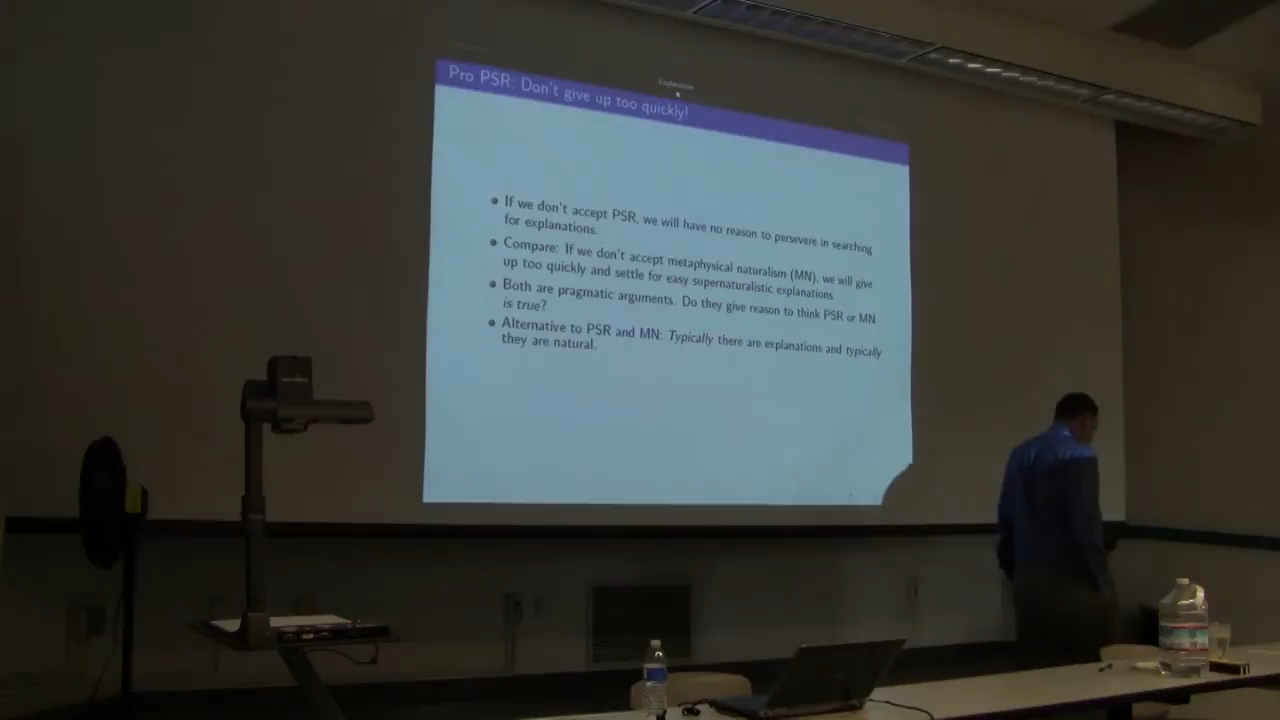 Explanation
Pro PSR: Don't give up too quickly!
If we don't accept PSR, we will have no reason to persevere in searching
for explanations.
Compare: If we don't accept metaphysical naturalism (MN), we will give
up too quickly and settle for easy supernaturalistic explanations.
Both are pragmatic arguments. Do they give reason to think PSR or MN
is true?
Alternative to PSR and MN: Typically there are explanations and typically
they are natural.